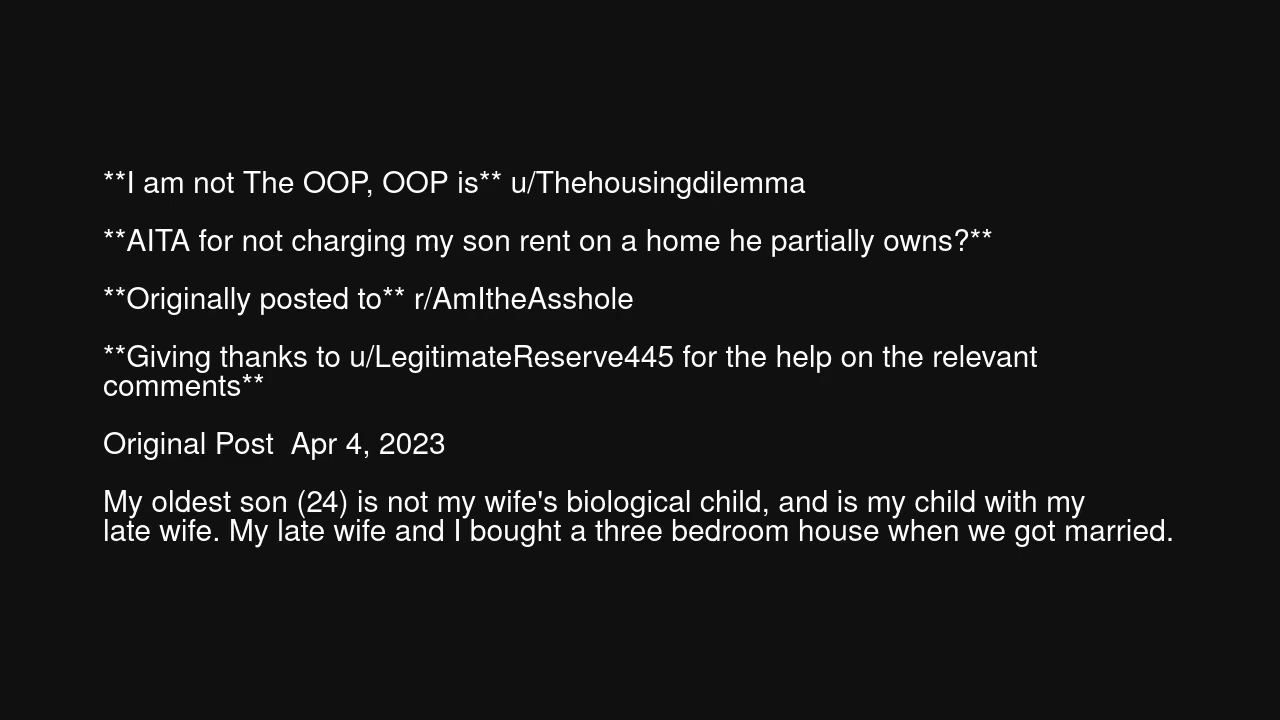 **I am not The OOP, OOP is** u/Thehousingdilemma
**AITA for not charging my son rent on a home he partially owns?**
**Originally posted to** r/AmItheAsshole
**Giving thanks to u/LegitimateReserve445 for the help on the relevant
comments**
Original Post  Apr 4, 2023
My oldest son (24) is not my wife's biological child, and is my child with my
late wife. My late wife and I bought a three bedroom house when we got married.